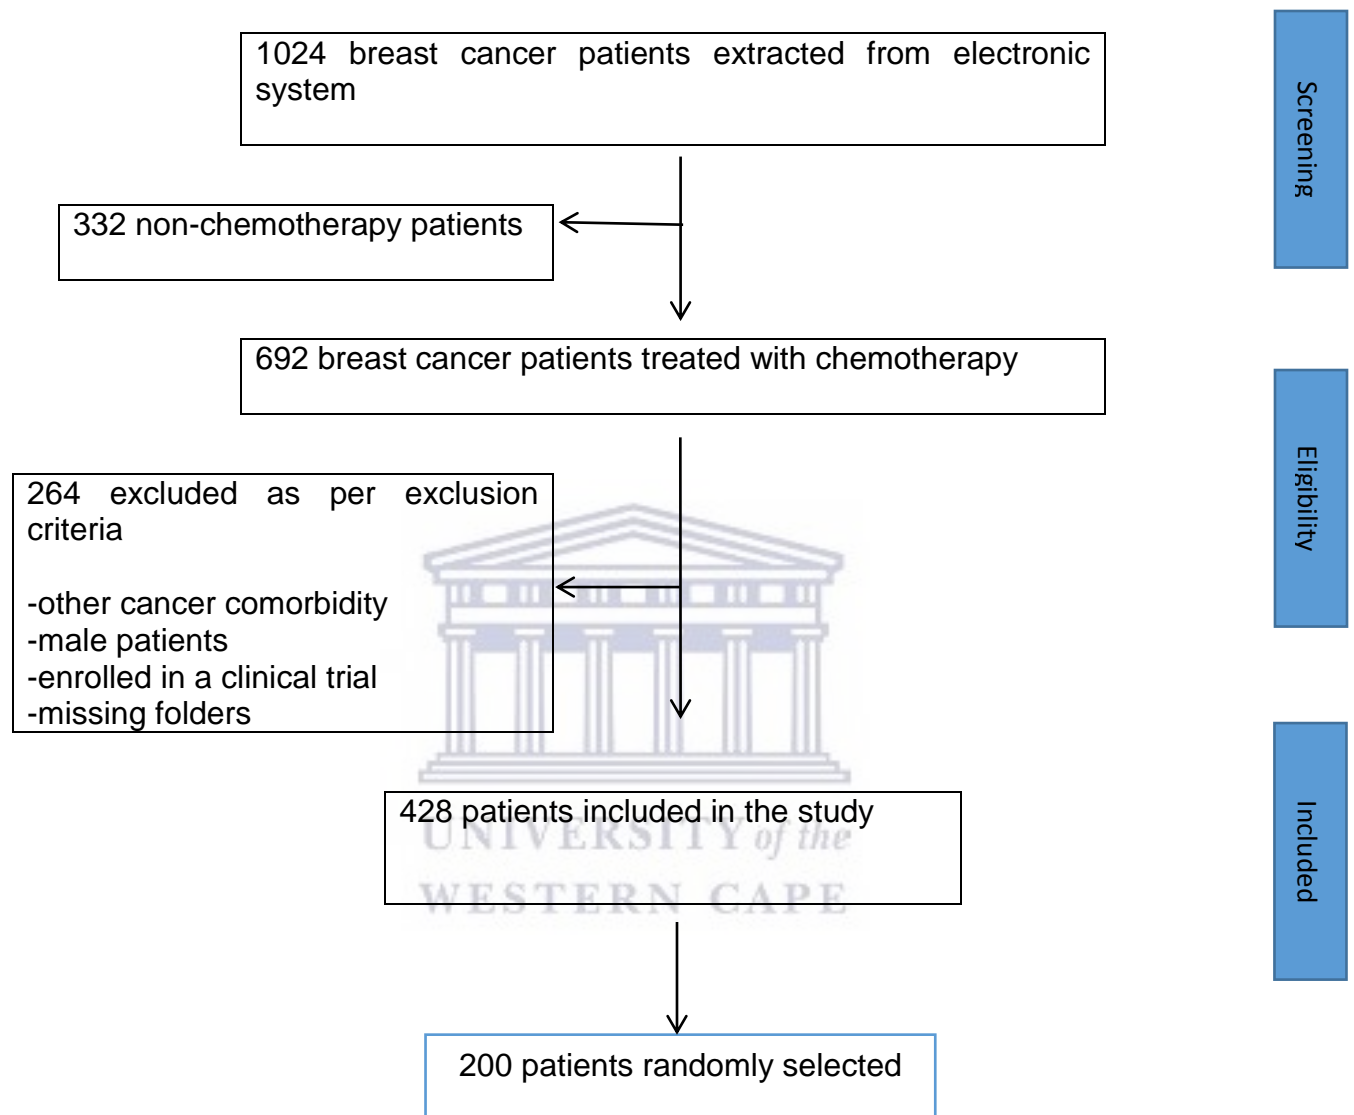 1024 breast cancer patients extracted from electronic
system
Screening
332 non-chemotherapy patients
692 breast cancer patients treated with chemotherapy
Eligibility
264 excluded as per exclusion
criteria
-other cancer comorbidity
-male patients
-enrolled in a clinical trial
-missing folders
428 patients included in the study
UNIVERSITY of the
WESTERN CAPE
Included
200 patients randomly selected